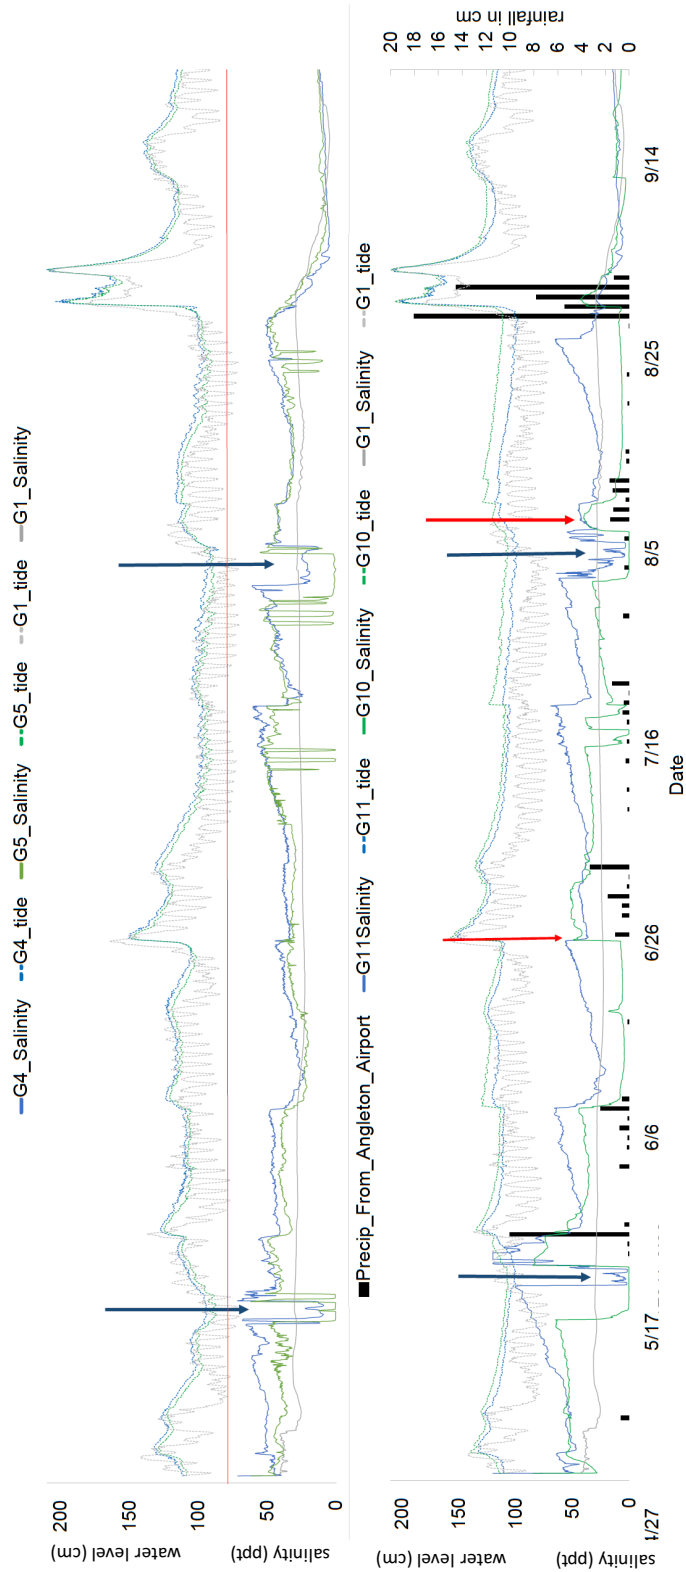 G4_Salinity G4_tide G5_Salinity G5_tide G1_tide G1_Salinity
200
150
100
50
0
water level (cm)
salinity (ppt)
Precip_From_Angleton_Airport G11Salinity G11_tide G10_Salinity G10_tide G1_Salinity G1_tide
200
150
100
50
0
water level (cm)
salinity (ppt)
20
18
16
14
12
10
8
6
4
2
0
rainfall in cm
4/27 5/17 6/6 6/26 7/16 8/5 8/25 9/14
Date